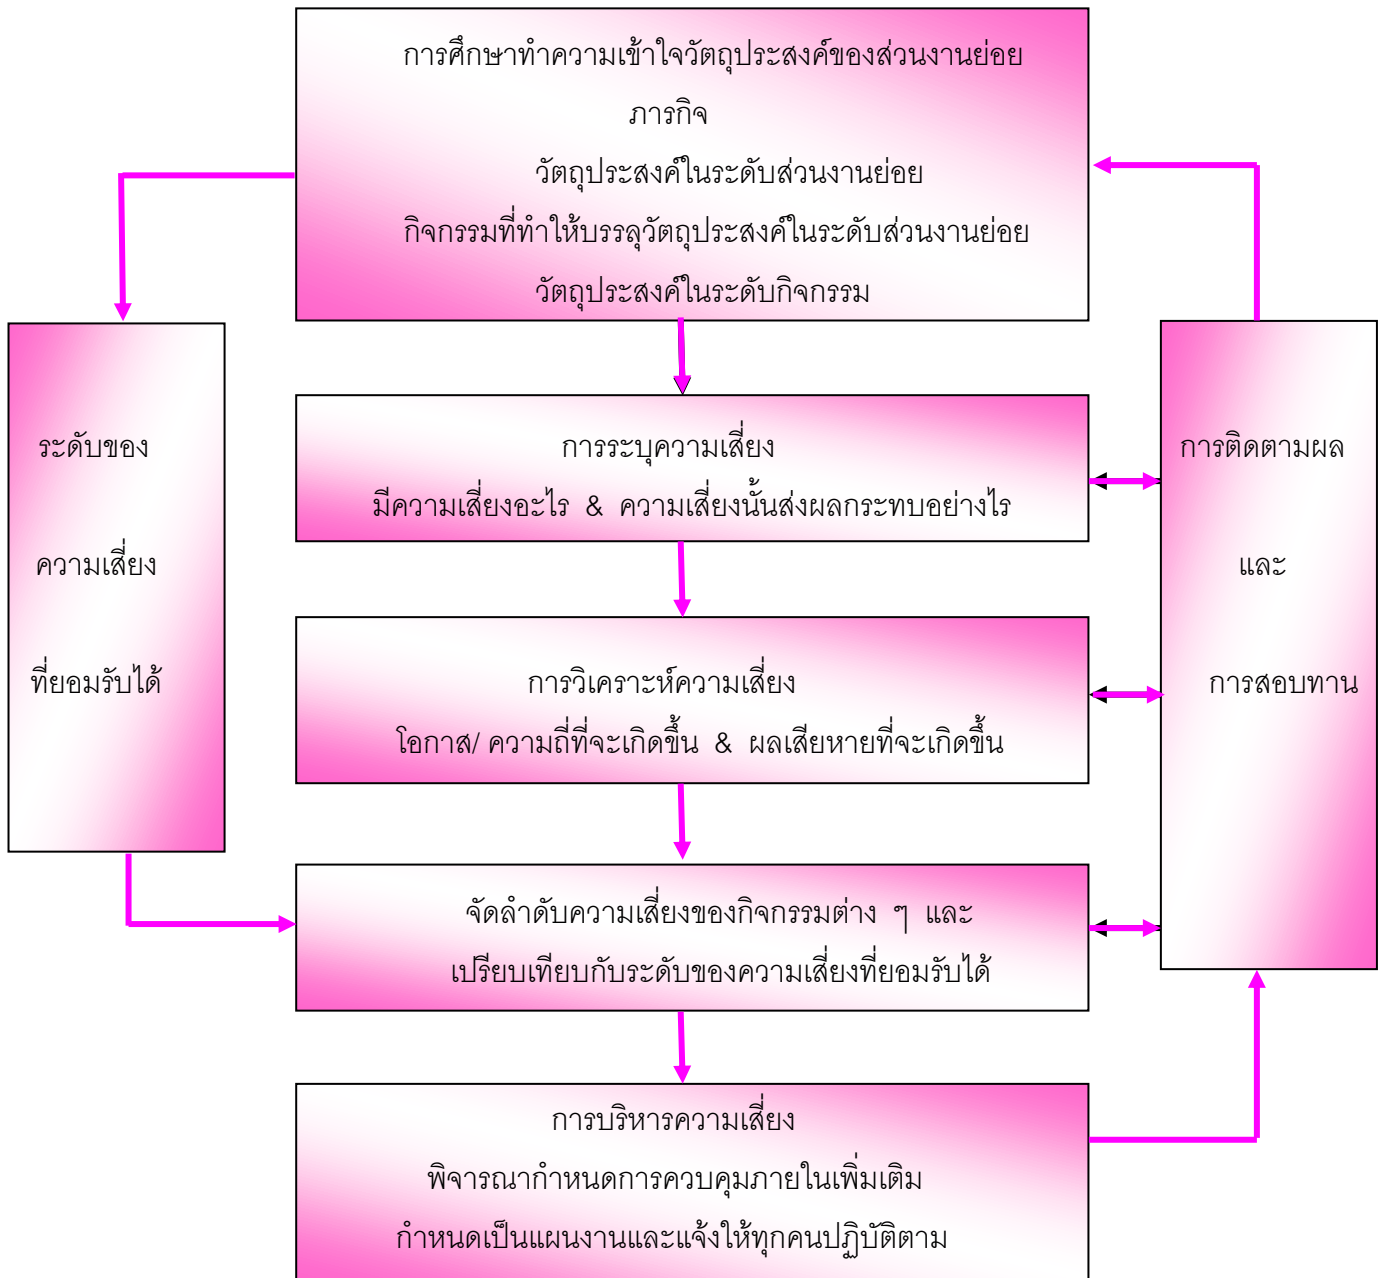 การศึกษาทำความเข้าใจวัตถุประสงค์ของส่วนงานย่อย
ภารกิจ
วัตถุประสงค์ในระดับส่วนงานย่อย
กิจกรรมที่ทำให้บรรลุวัตถุประสงค์ในระดับส่วนงานย่อย
วัตถุประสงค์ในระดับกิจกรรม
ระดับของ
ความเสี่ยง
ที่ยอมรับได้
การระบุความเสี่ยง
มีความเสี่ยงอะไร & ความเสี่ยงนั้นส่งผลกระทบอย่างไร
การวิเคราะห์ความเสี่ยง
โอกาส/ ความถี่ที่จะเกิดขึ้น & ผลเสียหายที่จะเกิดขึ้น
จัดลำดับความเสี่ยงของกิจกรรมต่าง ๆ และ
เปรียบเทียบกับระดับของความเสี่ยงที่ยอมรับได้
การบริหารความเสี่ยง
พิจารณากำหนดการควบคุมภายในเพิ่มเติม
กำหนดเป็นแผนงานและแจ้งให้ทุกคนปฏิบัติตาม
การติดตามผล
และ
การสอบทาน